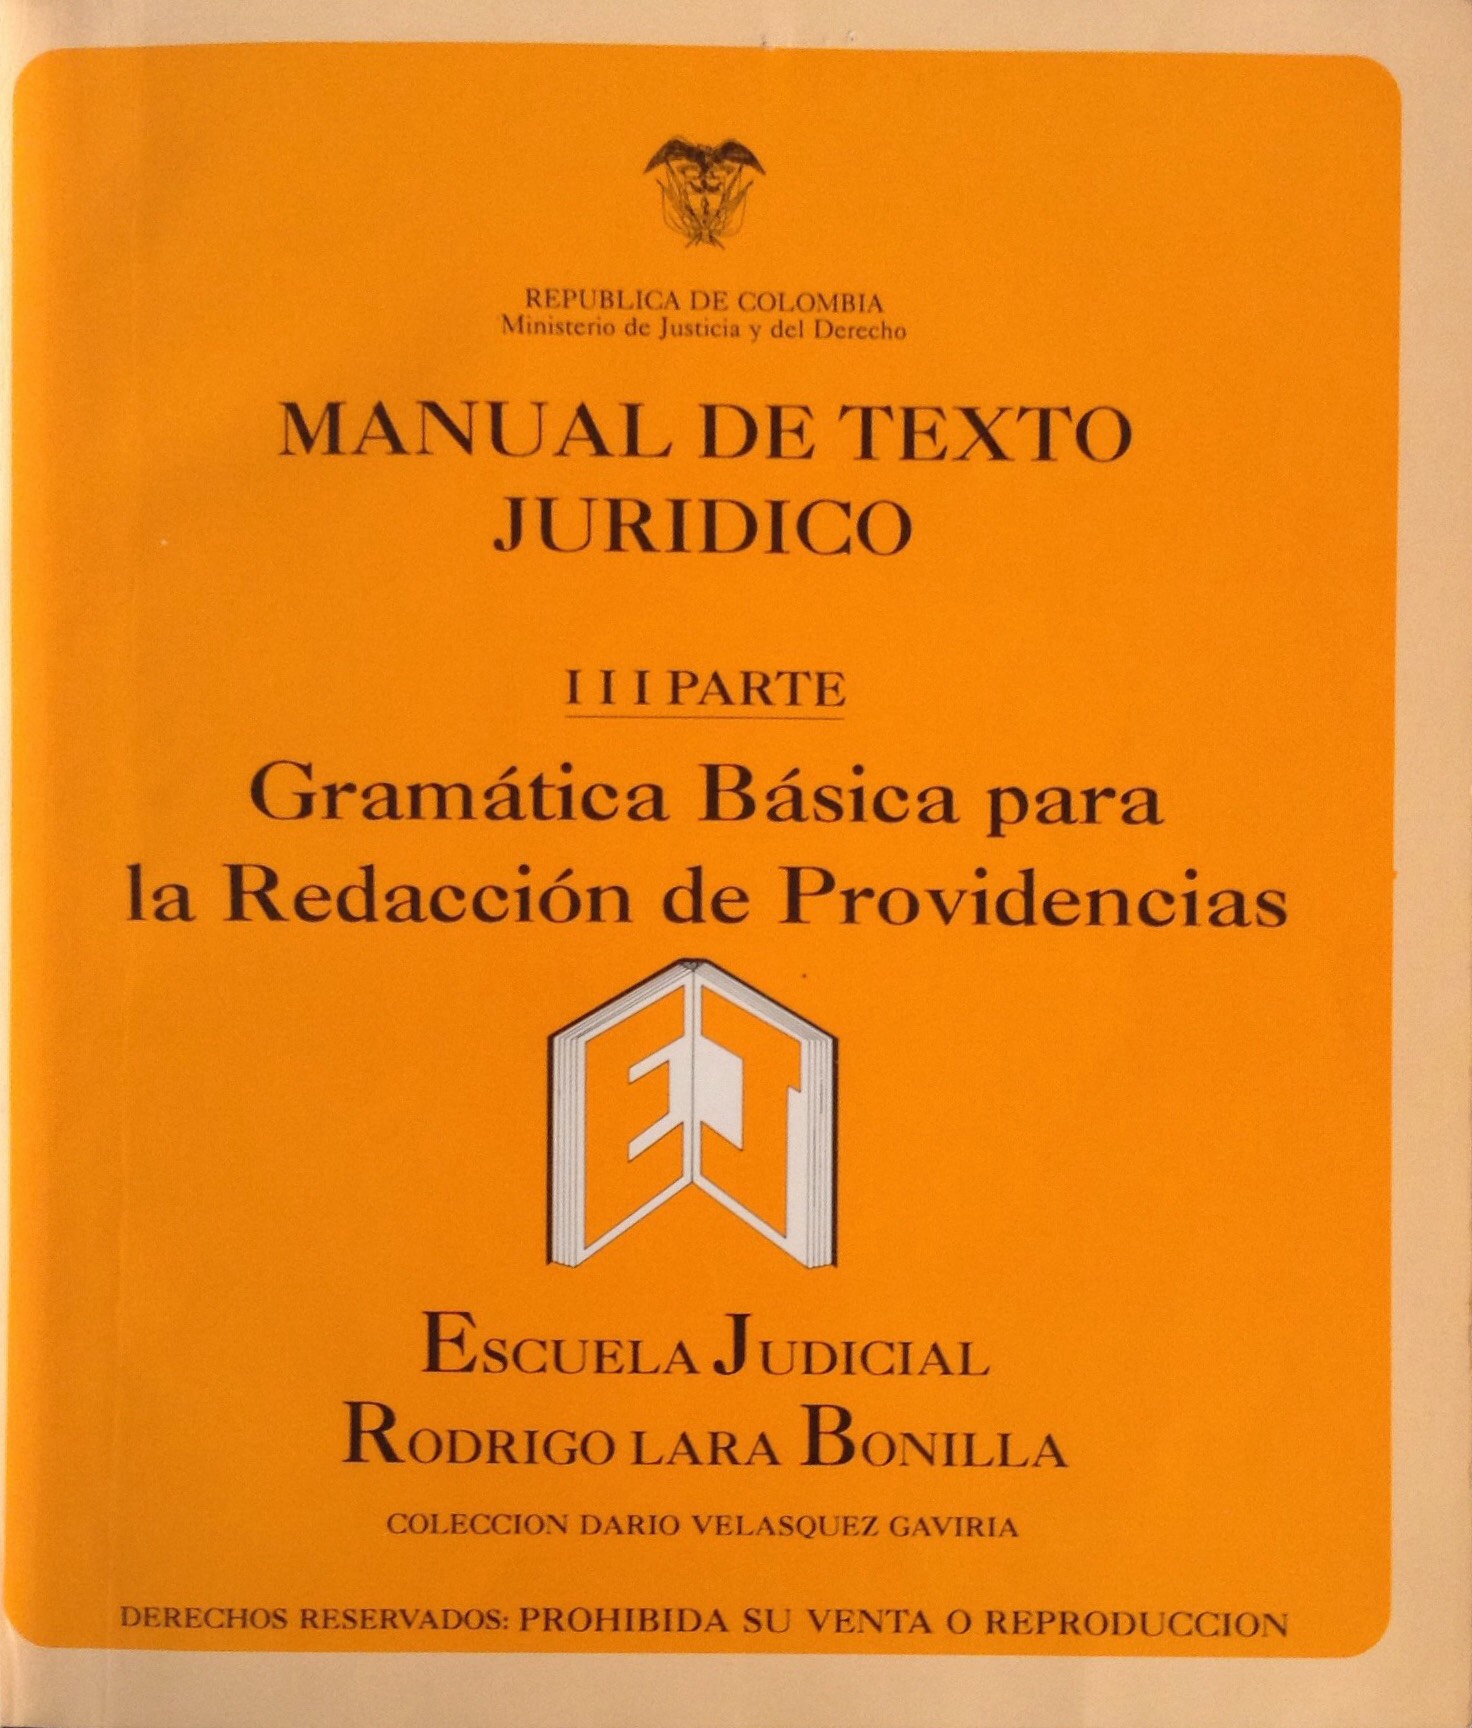 REPUBLICA DE COLOMBIA
Ministerio de Justicia y del Derecho
MANUAL DE TEXTO
JURIDICO
I I I PARTE
Gramática Básica para
la Redacción de Providencias
EJ
ESCUELA JUDICIAL
RODRIGO LARA BONILLA
COLECCION DARIO VELASQUEZ GAVIRIA
DERECHOS RESERVADOS: PROHIBIDA SU VENTA O REPRODUCCION